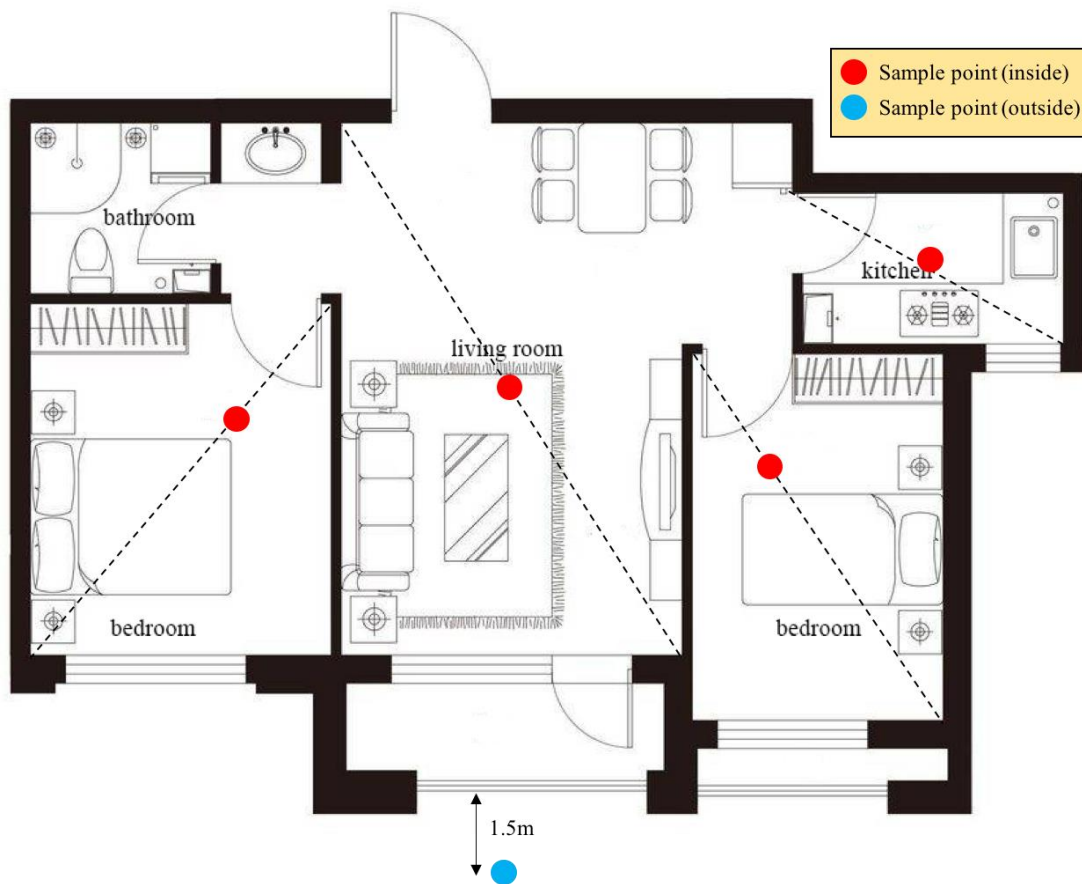 Sample point (inside)
Sample point (outside)
bathroom
kitchen
living room
bedroom
bedroom
1.5m